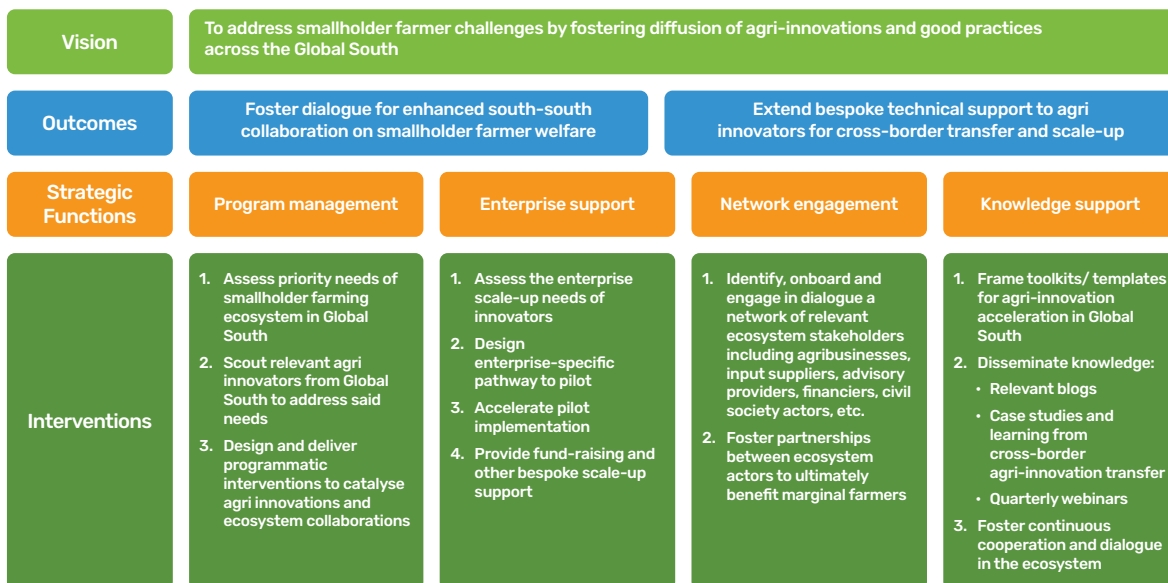 Vision
To address smallholder farmer challenges by fostering diffusion of agri-innovations and good practices
across the Global South
Outcomes
Foster dialogue for enhanced south-south
collaboration on smallholder farmer welfare
Extend bespoke technical support to agri
innovators for cross-border transfer and scale-up
Strategic
Functions
Program management
Enterprise support
Network engagement
Knowledge support
Interventions
1. Assess priority needs of
smallholder farming
ecosystem in Global
South
2. Scout relevant agri
innovators from Global
South to address said
needs
3. Design and deliver
programmatic
interventions to catalyse
agri innovations and
ecosystem collaborations
1. Assess the enterprise
scale-up needs of
innovators
2. Design
enterprise-specific
pathway to pilot
3. Accelerate pilot
implementation
4. Provide fund-raising and
other bespoke scale-up
support
1. Identify, onboard and
engage in dialogue a
network of relevant
ecosystem stakeholders
including agribusinesses,
input suppliers, advisory
providers, financiers, civil
society actors, etc.
2. Foster partnerships
between ecosystem
actors to ultimately
benefit marginal farmers
1. Frame toolkits/ templates
for agri-innovation
acceleration in Global
South
2. Disseminate knowledge:
• Relevant blogs
• Case studies and
learning from
cross-border
agri-innovation transfer
• Quarterly webinars
3. Foster continuous
cooperation and dialogue
in the ecosystem